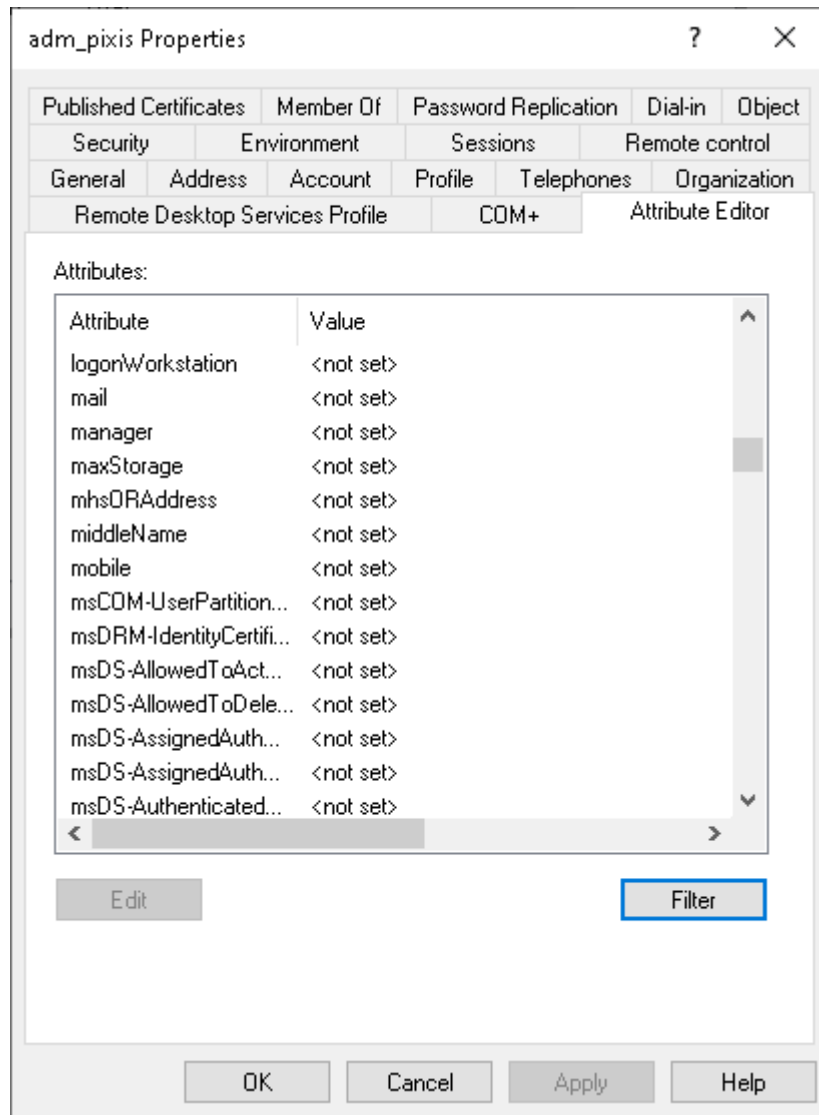 adm_pixis Properties ?
Published Certificates Member Of Password Replication Dial-in Object
Security Environment Sessions Remote control
General Address Account Profile Telephones Organization
Remote Desktop Services Profile COM+ Attribute Editor
Attributes:
Attribute Value
logonWorkstation <not set>
mail <not set>
manager <not set>
maxStorage <not set>
mhsORAddress <not set>
middleName <not set>
mobile <not set>
msCOM-UserPartition... <not set>
msDRM-IdentityCertifi... <not set>
msDS-AllowedToAct... <not set>
msDS-AllowedToDele... <not set>
msDS-AssignedAuth... <not set>
msDS-AssignedAuth... <not set>
msDS-Authenticated... <not set>
Edit Filter
OK Cancel Apply Help